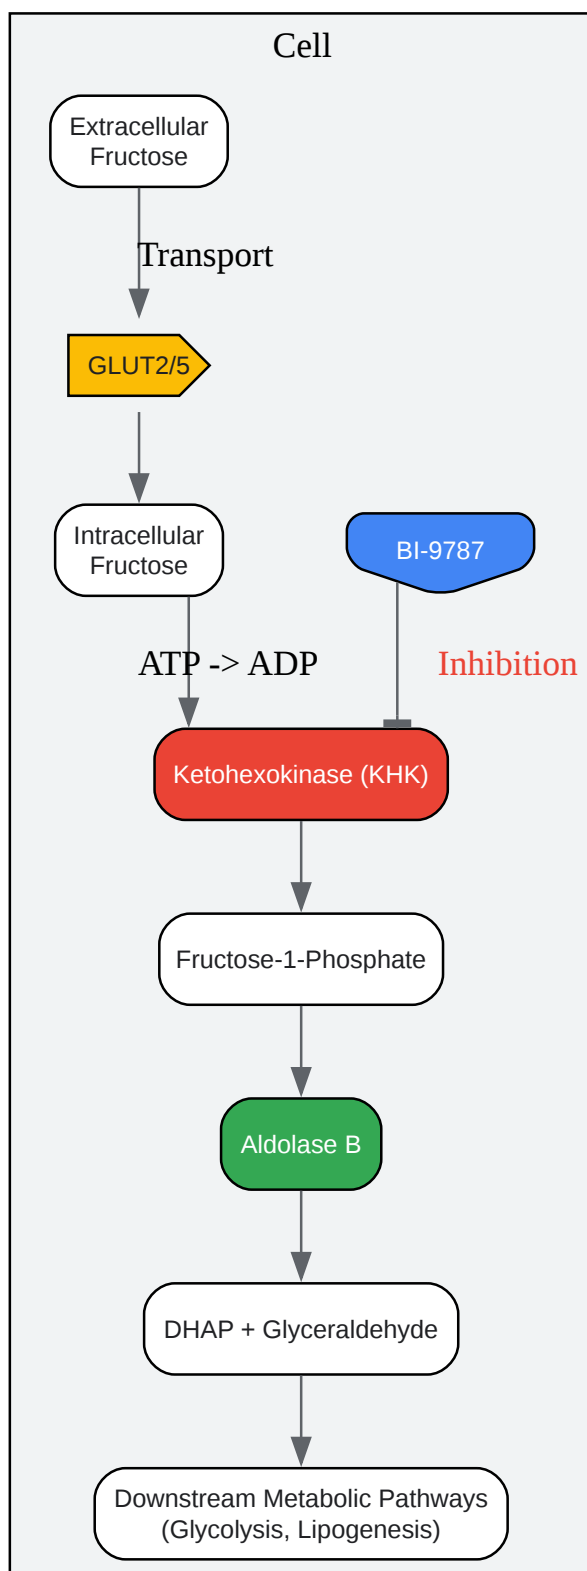 Cell
Extracellular
Fructose
Transport
GLUT2/5
Intracellular
Fructose
BI-9787
ATP -> ADP
Inhibition
Ketohexokinase (KHK)
Fructose-1-Phosphate
Aldolase B
DHAP + Glyceraldehyde
Downstream Metabolic Pathways
(Glycolysis, Lipogenesis)